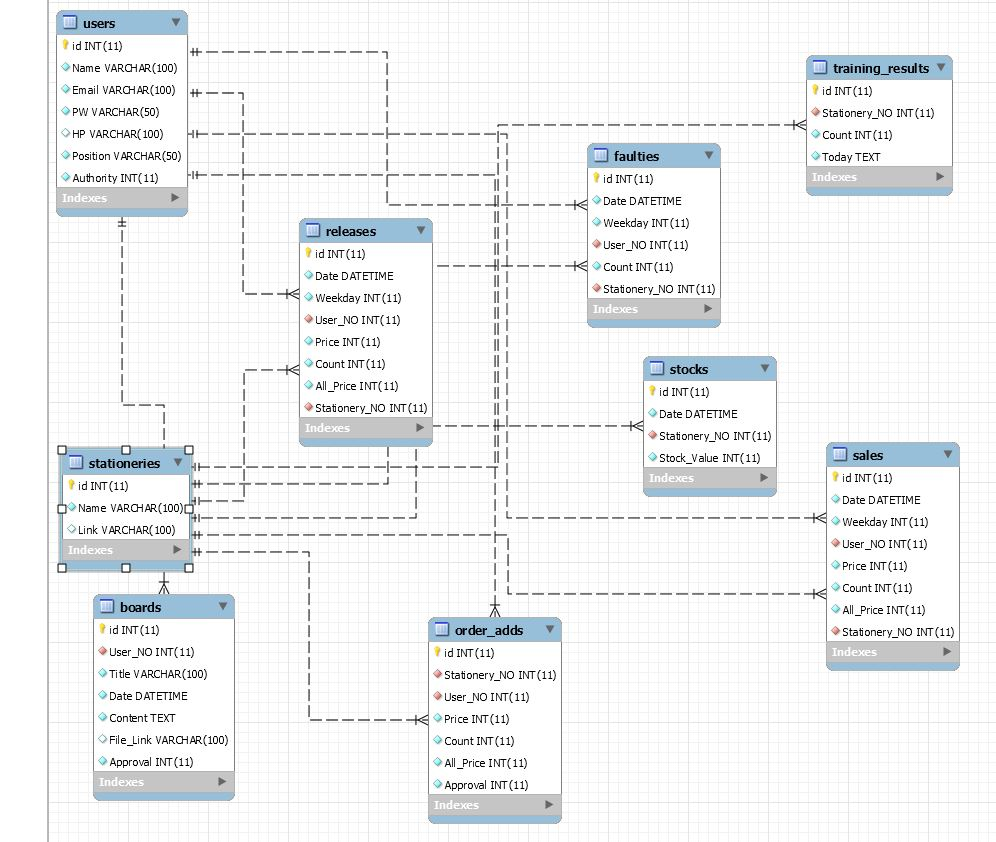 users
id INT(11)
Name VARCHAR(100)
Email VARCHAR(100)
PW VARCHAR(50)
HP VARCHAR(100)
Position VARCHAR(50)
Authority INT(11)
Indexes
training_results
id INT(11)
Stationery_NO INT(11)
Count INT(11)
Today TEXT
Indexes
faulties
id INT(11)
Date DATETIME
Weekday INT(11)
User_NO INT(11)
Count INT(11)
Stationery_NO INT(11)
Indexes
releases
id INT(11)
Date DATETIME
Weekday INT(11)
User_NO INT(11)
Price INT(11)
Count INT(11)
All_Price INT(11)
Stationery_NO INT(11)
Indexes
stocks
id INT(11)
Date DATETIME
Stationery_NO INT(11)
Stock_Value INT(11)
Indexes
stationeries
id INT(11)
Name VARCHAR(100)
Link VARCHAR(100)
Indexes
sales
id INT(11)
Date DATETIME
Weekday INT(11)
User_NO INT(11)
Price INT(11)
Count INT(11)
All_Price INT(11)
Stationery_NO INT(11)
Indexes
boards
id INT(11)
User_NO INT(11)
Title VARCHAR(100)
Date DATETIME
Content TEXT
File_Link VARCHAR(100)
Approval INT(11)
Indexes
order_adds
id INT(11)
Stationery_NO INT(11)
User_NO INT(11)
Price INT(11)
Count INT(11)
All_Price INT(11)
Approval INT(11)
Indexes